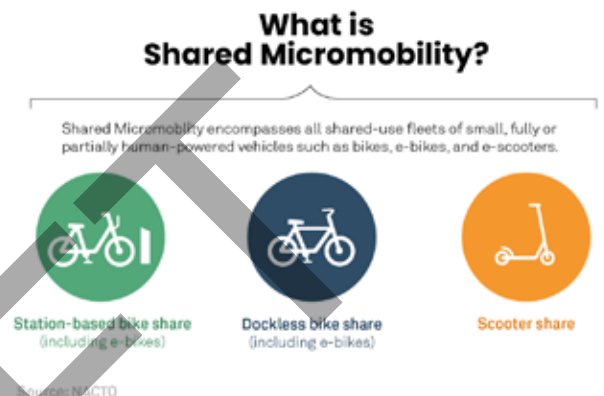 What is
Shared Micromobility?
Shared Micromoblity encompasses all shared-use fleets of small, fully or
partially human-powered vehicles such as bikes, e-bikes, and e-scooters.
Station-based bike share
(including e-bikes)
Dockless bike share
(including e-bikes)
Scooter share
Source: NACTO